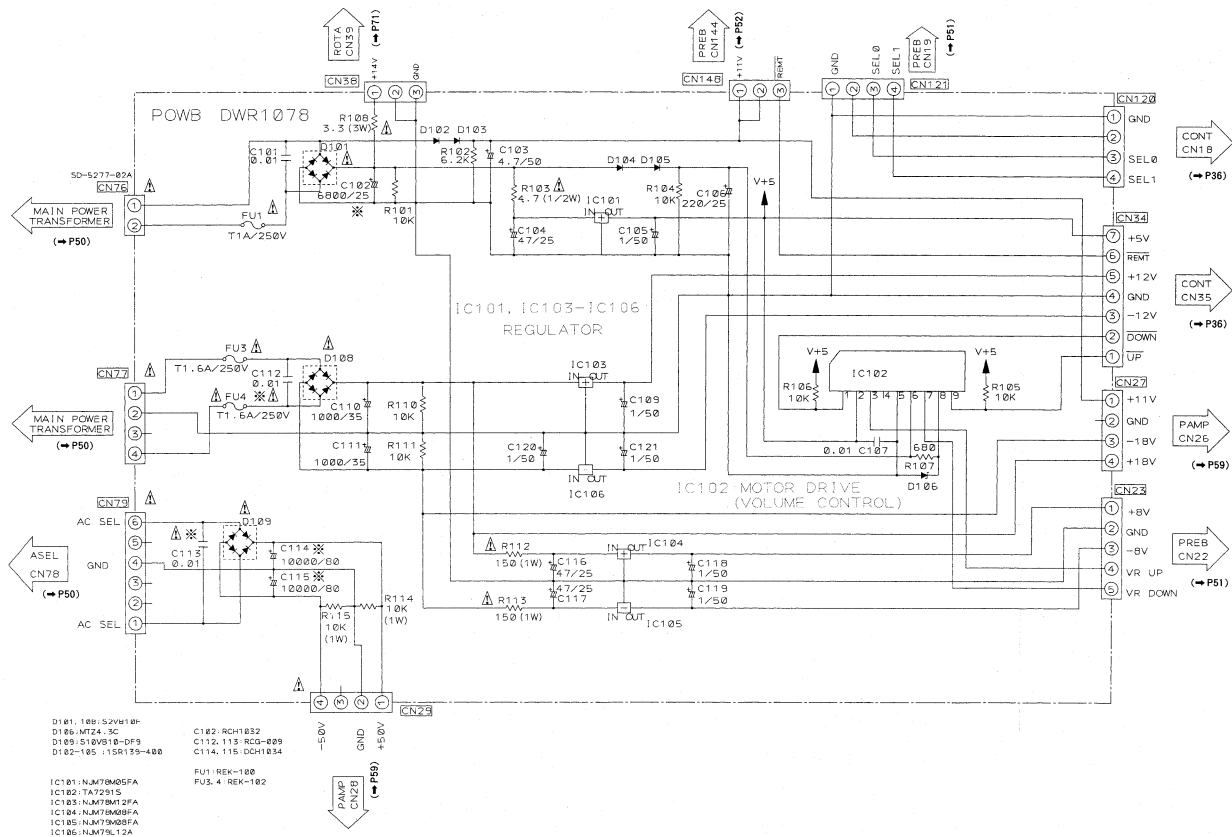 ROTA
CN39
(➡P71)
PREB
CN144
(➡P52)
PREB
CN19
(➡P51)
+14V
GND
CN38
1
2
3
+11V
REMT
CN148
1
2
3
GND
SEL0
SEL1
CN121
1
2
3
4
POWB DWR1078
R108
3.3(3W)
D101
C101
0.01
D102 D103
R102
6.2K
C103
4.7/50
C102
6800/25
※
R101
10K
D104 D105
R103
4.7(1/2W)
R104
10K
IC101
IN OUT
C104
47/25
C105
1/50
C106
220/25
V+5
SD-5277-02A
CN76
1
2
MAIN POWER
TRANSFORMER
(➡P50)
FU1
T1A/250V
CN120
1 GND
2
3 SEL0
4 SEL1
CONT
CN18
(➡P36)
CN34
7 +5V
6 REMT
5 +12V
4 GND
3 -12V
2 DOWN
1 UP
CONT
CN35
(➡P36)
IC101, IC103-IC106
REGULATOR
CN77
1
2
3
4
MAIN POWER
TRANSFORMER
(➡P50)
FU3
T1.6A/250V
FU4 ※
T1.6A/250V
C112
0.01
D108
C110
1000/35
R110
10K
C111
1000/35
R111
10K
IC103
IN OUT
C109
1/50
C120
1/50
C121
1/50
IN OUT
IC106
V+5
R106
10K
IC102
1 2 3 4 5 6 7 8 9
V+5
R105
10K
0.01 C107
680
R107
D106
IC102:MOTOR DRIVE
(VOLUME CONTROL)
CN27
1 +11V
2 GND
3 -18V
4 +18V
PAMP
CN26
(➡P59)
CN79
AC SEL 6
5
GND 4
3
2
AC SEL 1
ASEL
CN78
(➡P50)
※
C113
0.01
D109
C114 ※
10000/80
C115 ※
10000/80
R115
10K
(1W)
R114
10K
(1W)
R112
150(1W)
R113
150(1W)
C116
47/25
47/25
C117
IN OUT
IC104
IN OUT
IC105
C118
1/50
C119
1/50
CN23
1 +8V
2 GND
3 -8V
4 VR UP
5 VR DOWN
PREB
CN22
(➡P51)
4
3
2
1
CN29
-50V
GND
+50V
PAMP
CN28
(➡P59)
D101, 108:S2VB10F
D106:MTZ4.3C
D109:S10VB10-DF9
D102-105 :1SR139-400
C102:RCH1032
C112, 113:RCG-009
C114, 115:DCH1034
FU1:REK-100
FU3, 4:REK-102
IC101:NJM78M05FA
IC102:TA7291S
IC103:NJM78M12FA
IC104:NJM78M08FA
IC105:NJM79M08FA
IC106:NJM79L12A